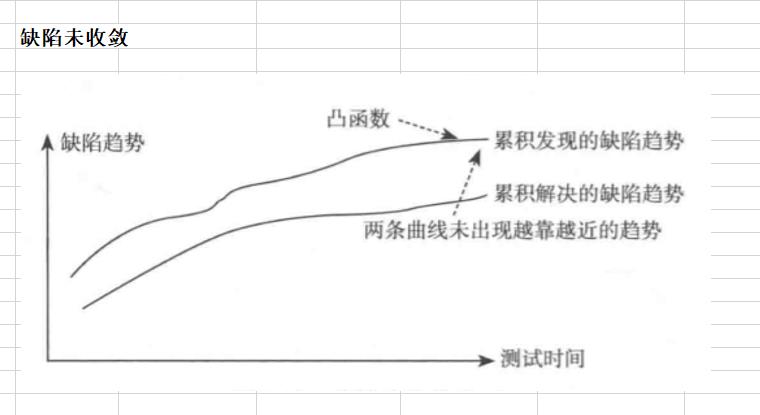 缺陷未收敛
凸函数
缺陷趋势
累积发现的缺陷趋势
累积解决的缺陷趋势
两条曲线未出现越靠越近的趋势
测试时间